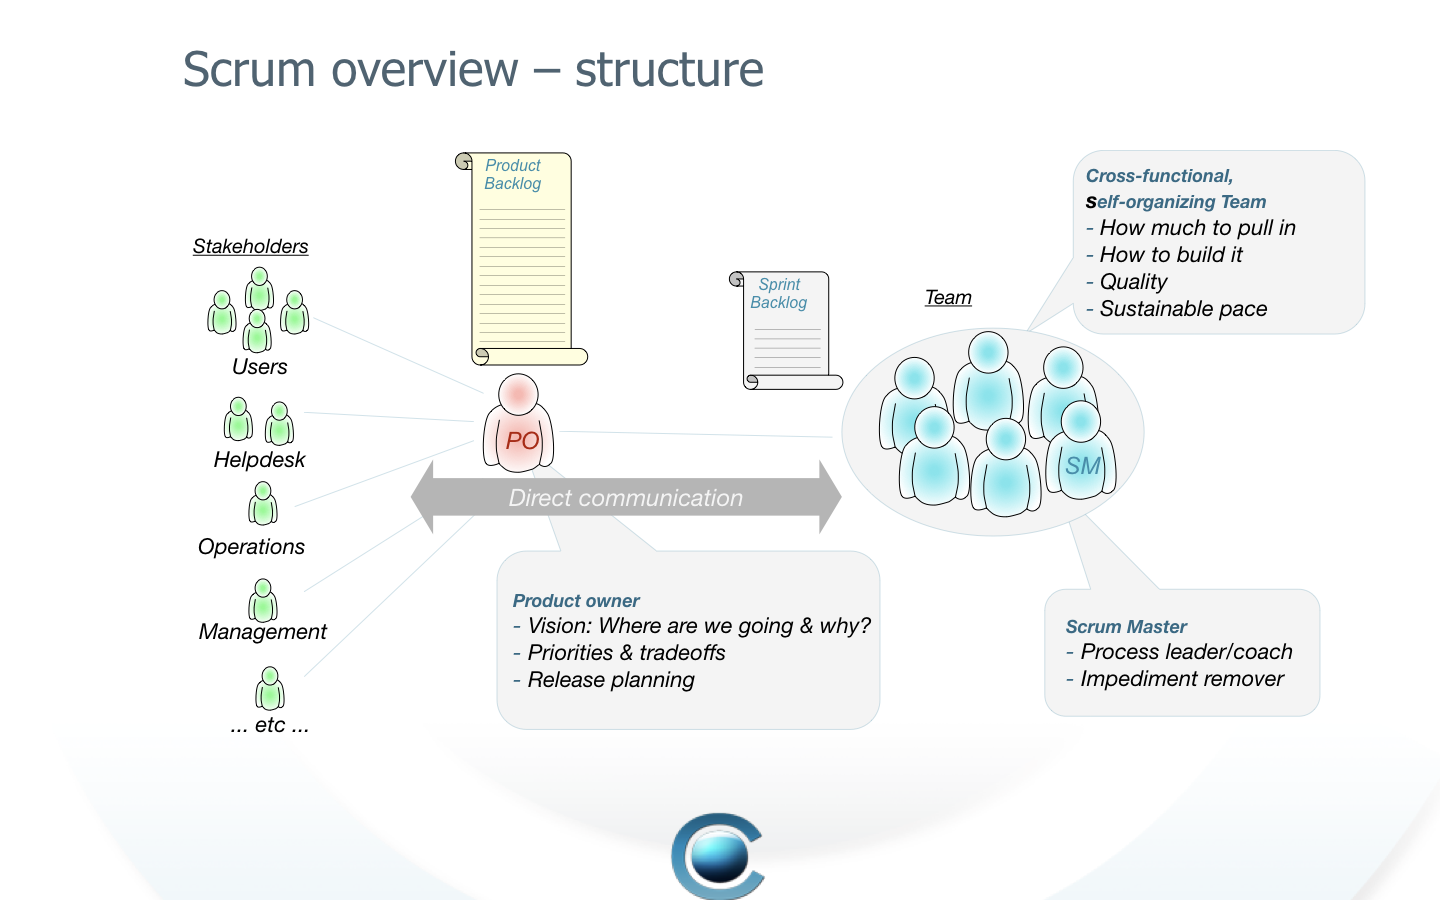 Scrum overview – structure
Product
Backlog
Stakeholders
Users
Helpdesk
Operations
Management
... etc ...
PO
Direct communication
Sprint
Backlog
Team
SM
Cross-functional,
self-organizing Team
- How much to pull in
- How to build it
- Quality
- Sustainable pace
Product owner
- Vision: Where are we going & why?
- Priorities & tradeoffs
- Release planning
Scrum Master
- Process leader/coach
- Impediment remover